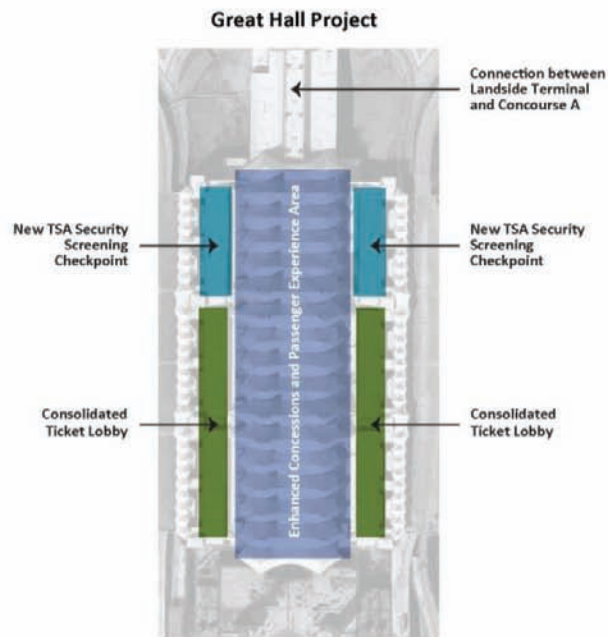 Great Hall Project
Connection between
Landside Terminal
and Concourse A
New TSA Security
Screening
Checkpoint
New TSA Security
Screening
Checkpoint
Enhanced Concessions and Passenger Experience Area
Consolidated
Ticket Lobby
Consolidated
Ticket Lobby